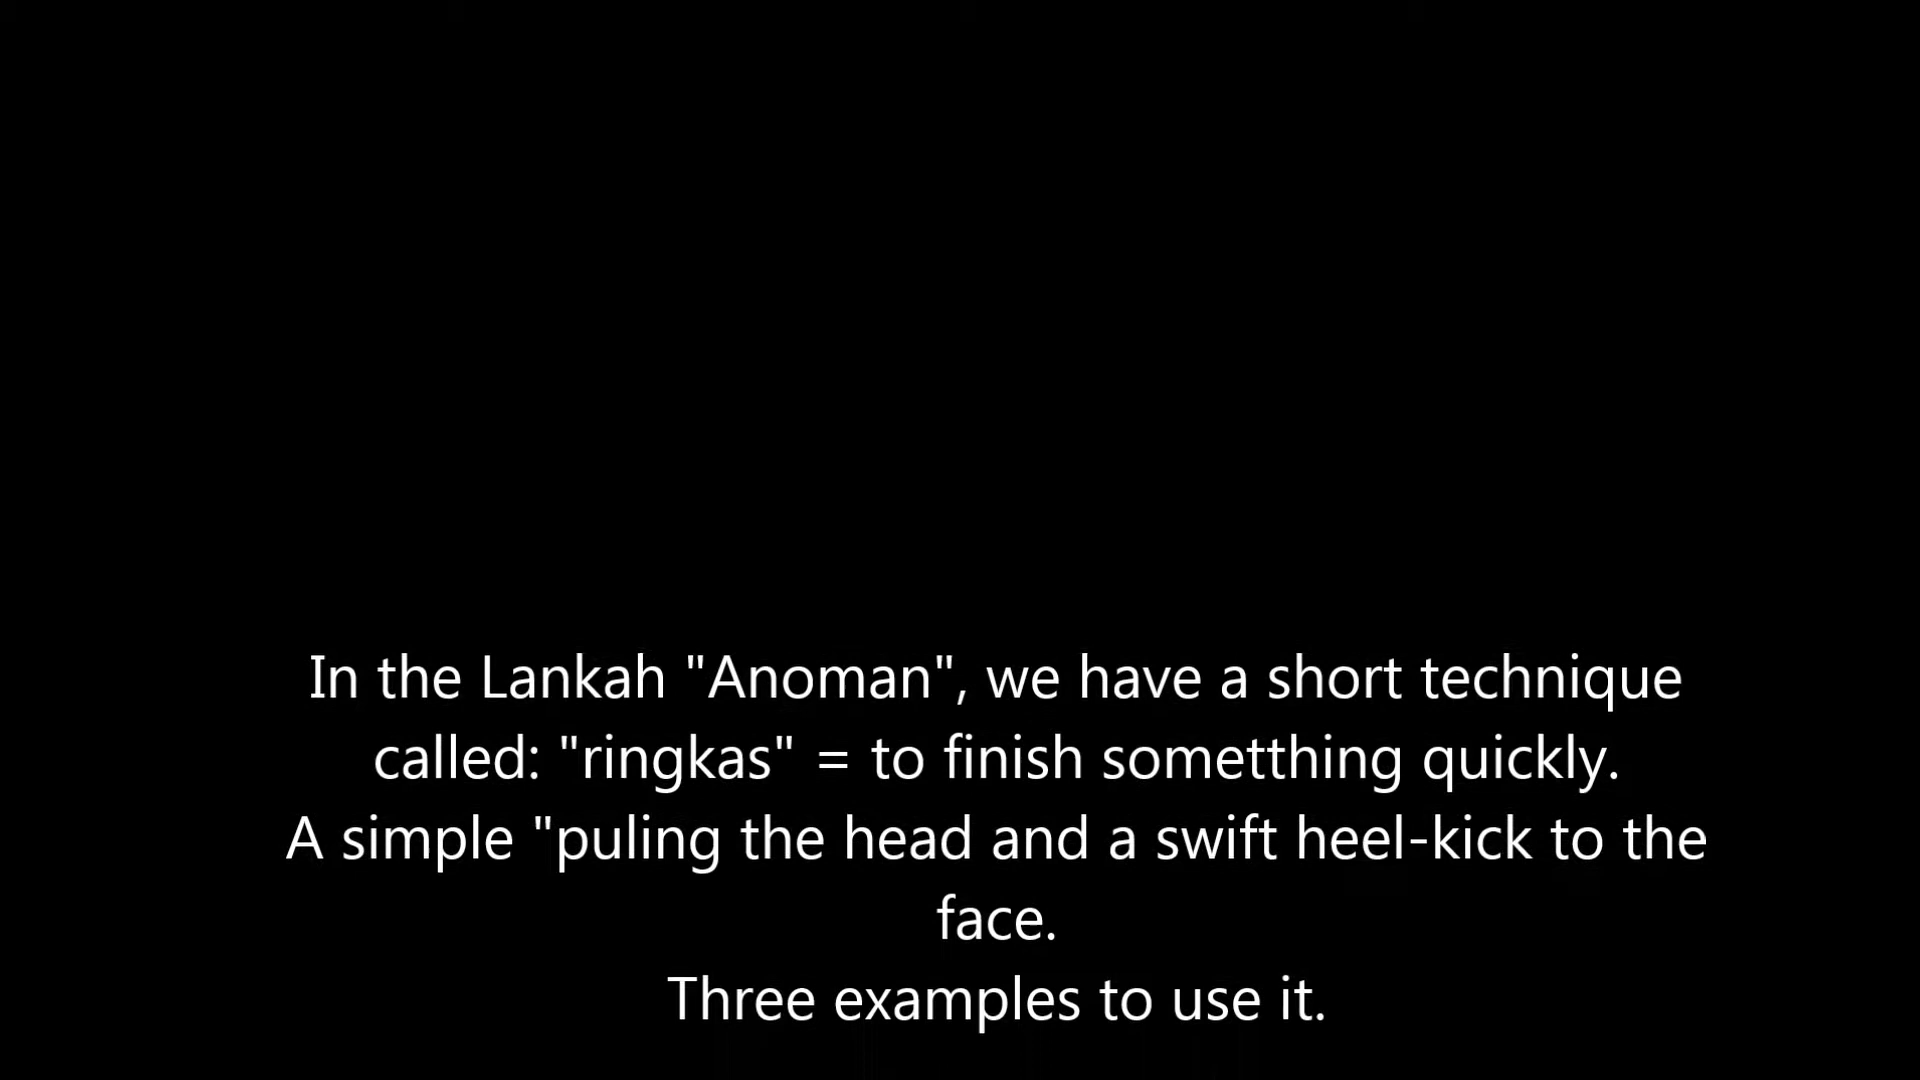 In the Lankah "Anoman", we have a short technique
called: "ringkas" = to finish sometthing quickly.
A simple "puling the head and a swift heel-kick to the
face.
Three examples to use it.